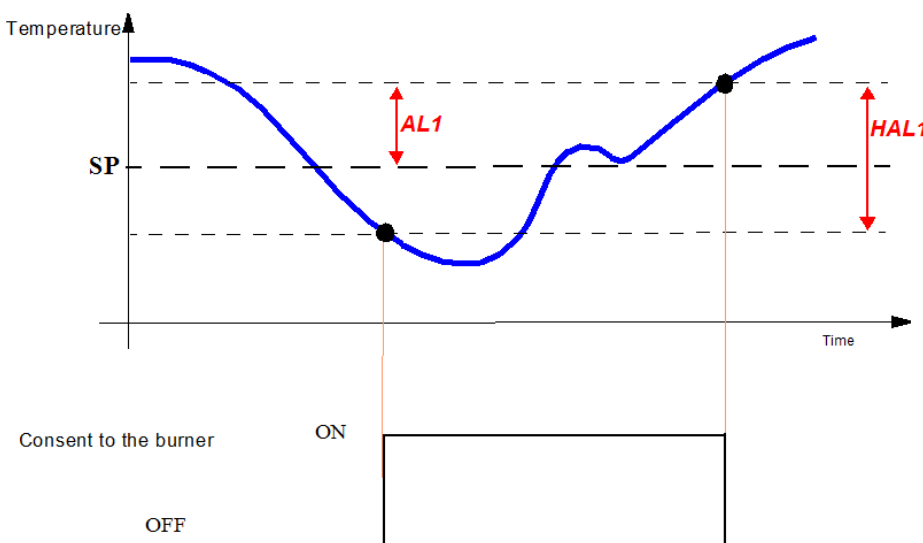 Temperature
AL1
HAL1
SP
Time
Consent to the burner
ON
OFF